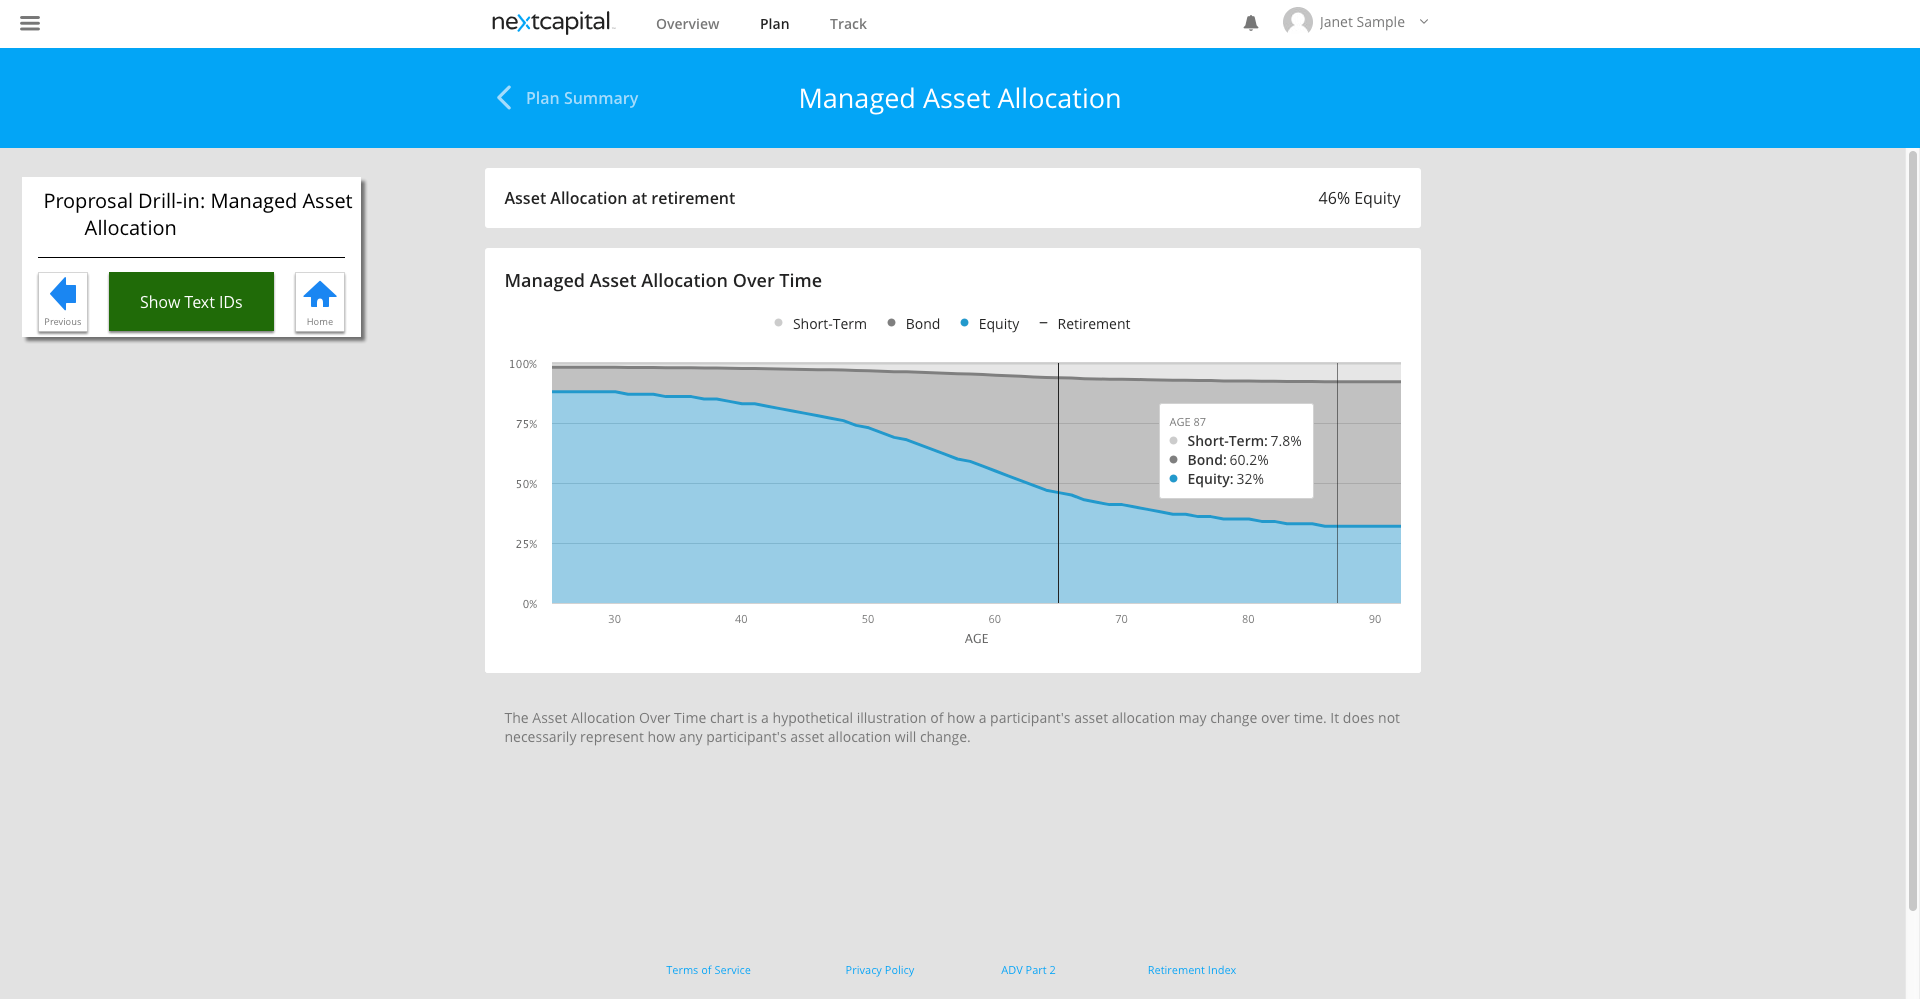 nextcapital
Overview
Plan
Track
Janet Sample
Plan Summary
Managed Asset Allocation
Proprosal Drill-in: Managed Asset
Allocation
Previous
Show Text IDs
Home
Asset Allocation at retirement
46% Equity
Managed Asset Allocation Over Time
Short-Term
Bond
Equity
Retirement
100%
75%
50%
25%
0%
AGE 87
Short-Term: 7.8%
Bond: 60.2%
Equity: 32%
30
40
50
60
70
80
90
AGE
The Asset Allocation Over Time chart is a hypothetical illustration of how a participant's asset allocation may change over time. It does not
necessarily represent how any participant's asset allocation will change.
Terms of Service
Privacy Policy
ADV Part 2
Retirement Index